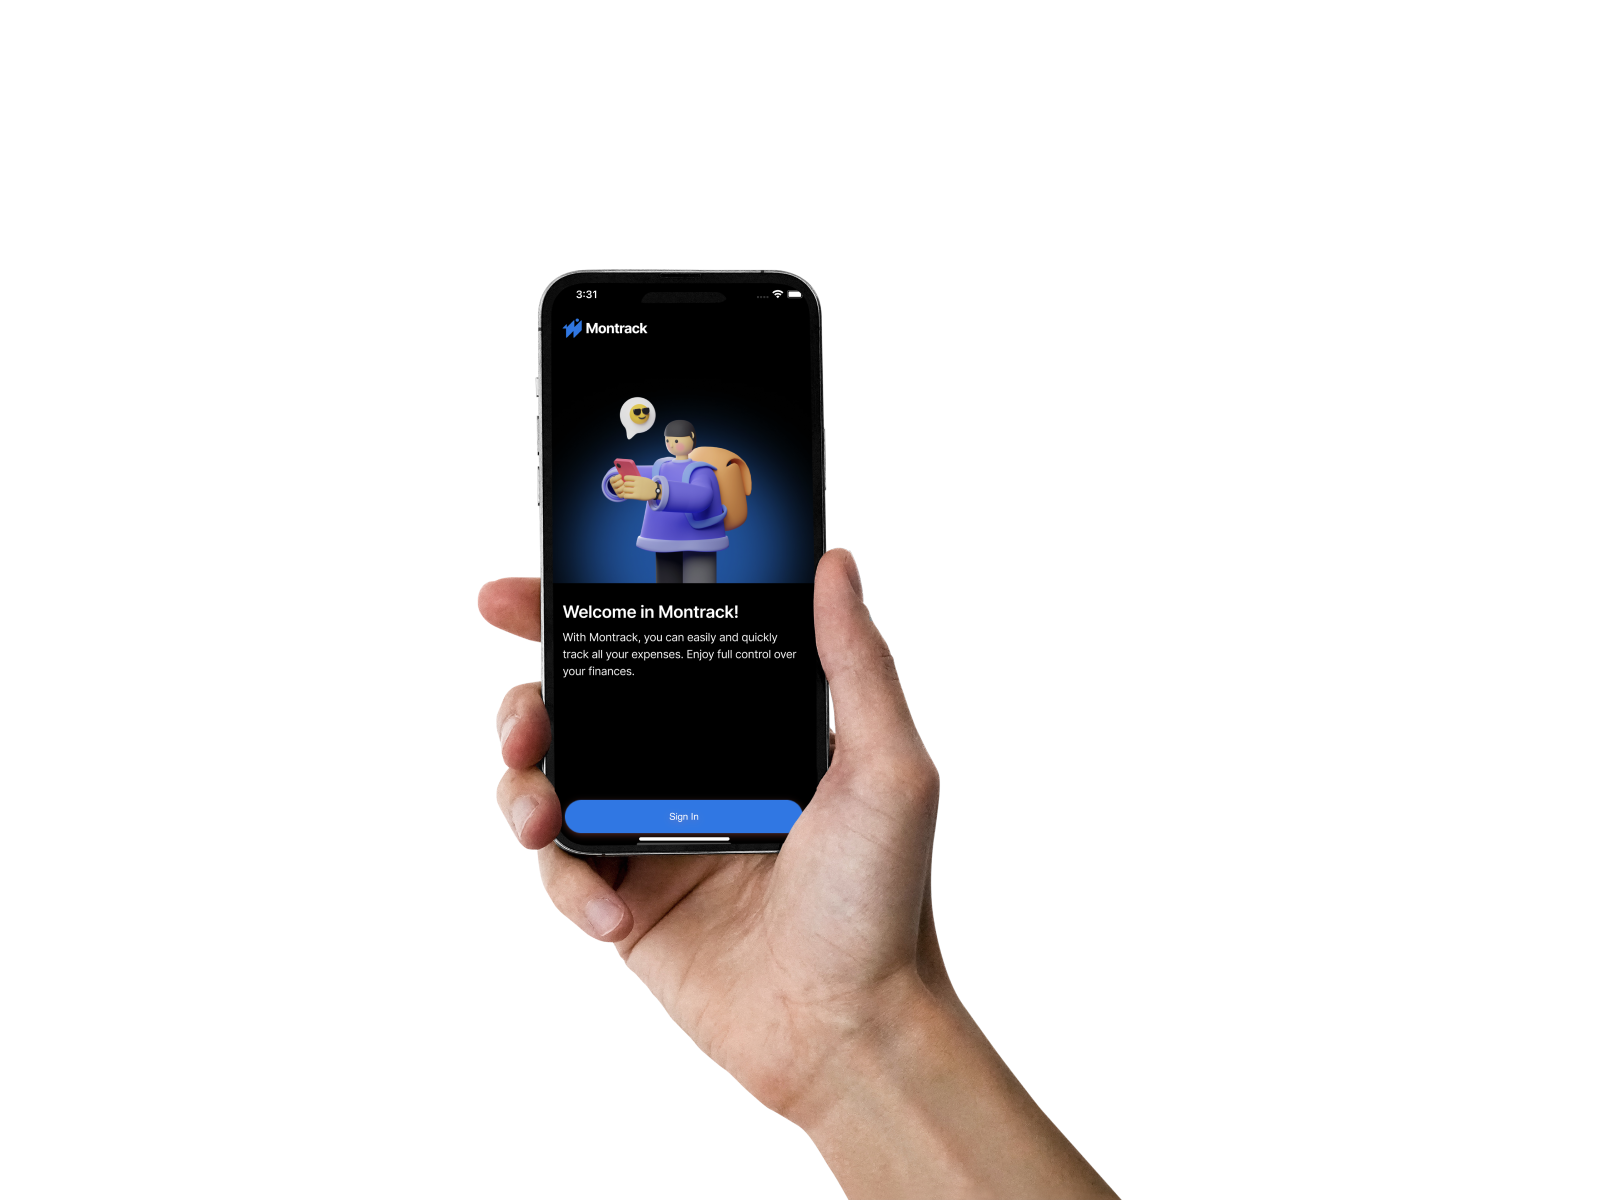 3:31
Montrack
Welcome in Montrack!
With Montrack, you can easily and quickly
track all your expenses. Enjoy full control over
your finances.
Sign In